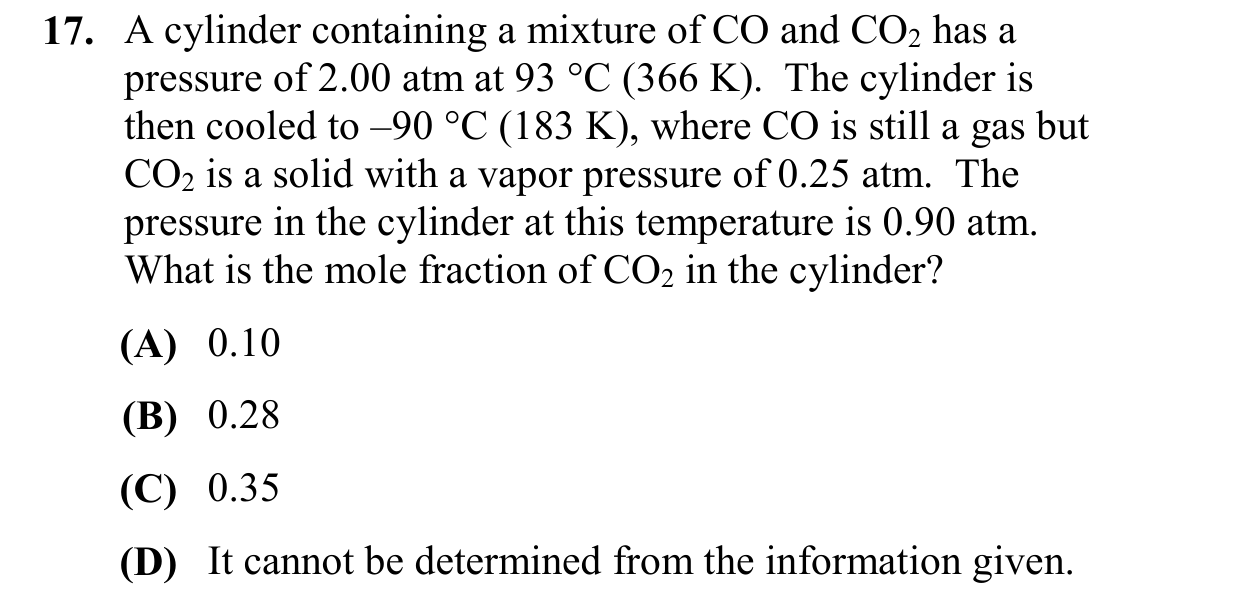 17. A cylinder containing a mixture of CO and CO₂ has a
pressure of 2.00 atm at 93 °C (366 K). The cylinder is
then cooled to –90 °C (183 K), where CO is still a gas but
CO₂ is a solid with a vapor pressure of 0.25 atm. The
pressure in the cylinder at this temperature is 0.90 atm.
What is the mole fraction of CO₂ in the cylinder?
(A) 0.10
(B) 0.28
(C) 0.35
(D) It cannot be determined from the information given.